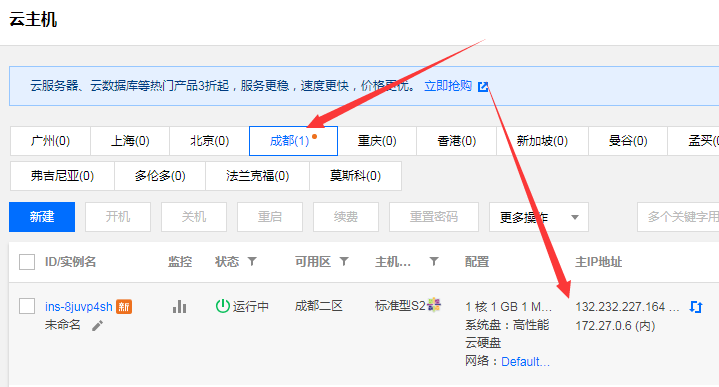 云主机
云服务器、云数据库等热门产品3折起，服务更稳，速度更快，价格更优。 立即抢购
广州(0) 上海(0) 北京(0) 成都(1) 重庆(0) 香港(0) 新加坡(0) 曼谷(0) 孟买(0
弗吉尼亚(0) 多伦多(0) 法兰克福(0) 莫斯科(0)
新建 开机 关机 重启 续费 重置密码 更多操作 多个关键字用
ID/实例名 监控 状态 可用区 主机... 配置 主IP地址
ins-8juvp4sh 新 运行中 成都二区 标准型S2 1 核 1 GB 1 M... 132.232.227.164 ...
未命名 系统盘：高性能 172.27.0.6 (内)
云硬盘
网络：Default...